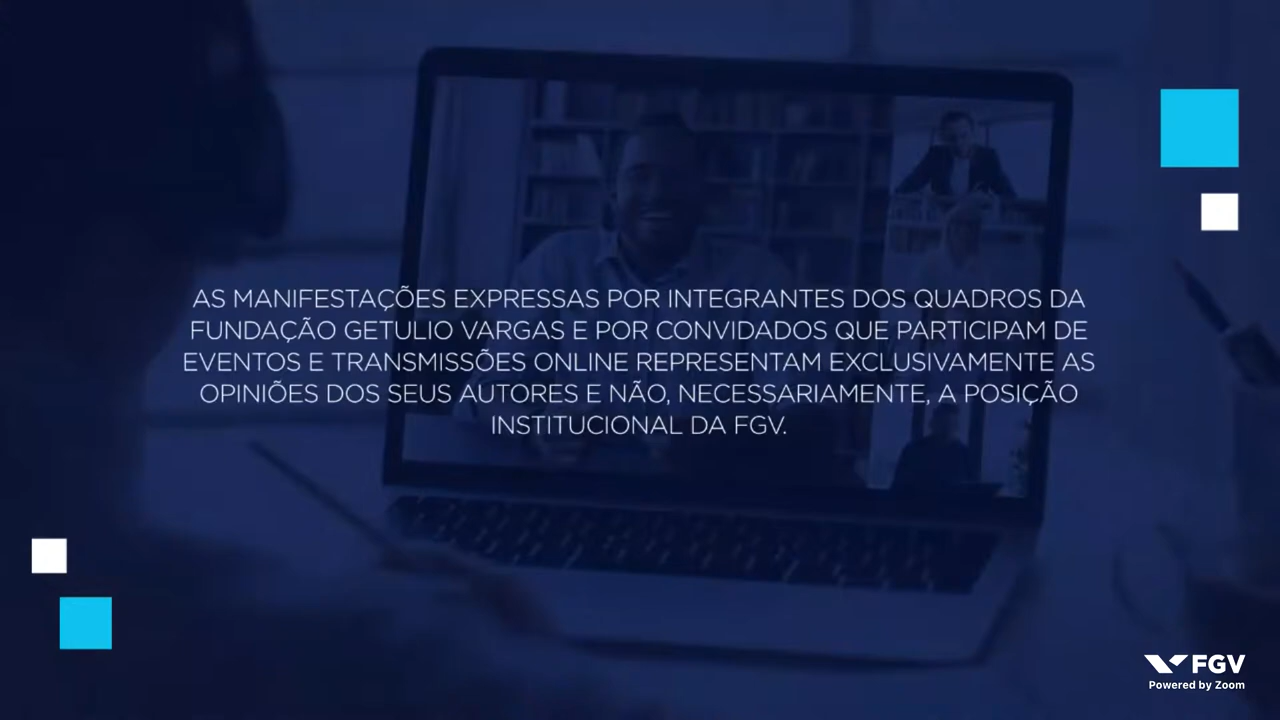 AS MANIFESTAÇÕES EXPRESSAS POR INTEGRANTES DOS QUADROS DA
FUNDAÇÃO GETULIO VARGAS E POR CONVIDADOS QUE PARTICIPAM DE
EVENTOS E TRANSMISSÕES ONLINE REPRESENTAM EXCLUSIVAMENTE AS
OPINIÕES DOS SEUS AUTORES E NÃO, NECESSARIAMENTE, A POSIÇÃO
INSTITUCIONAL DA FGV.
FGV
Powered by Zoom